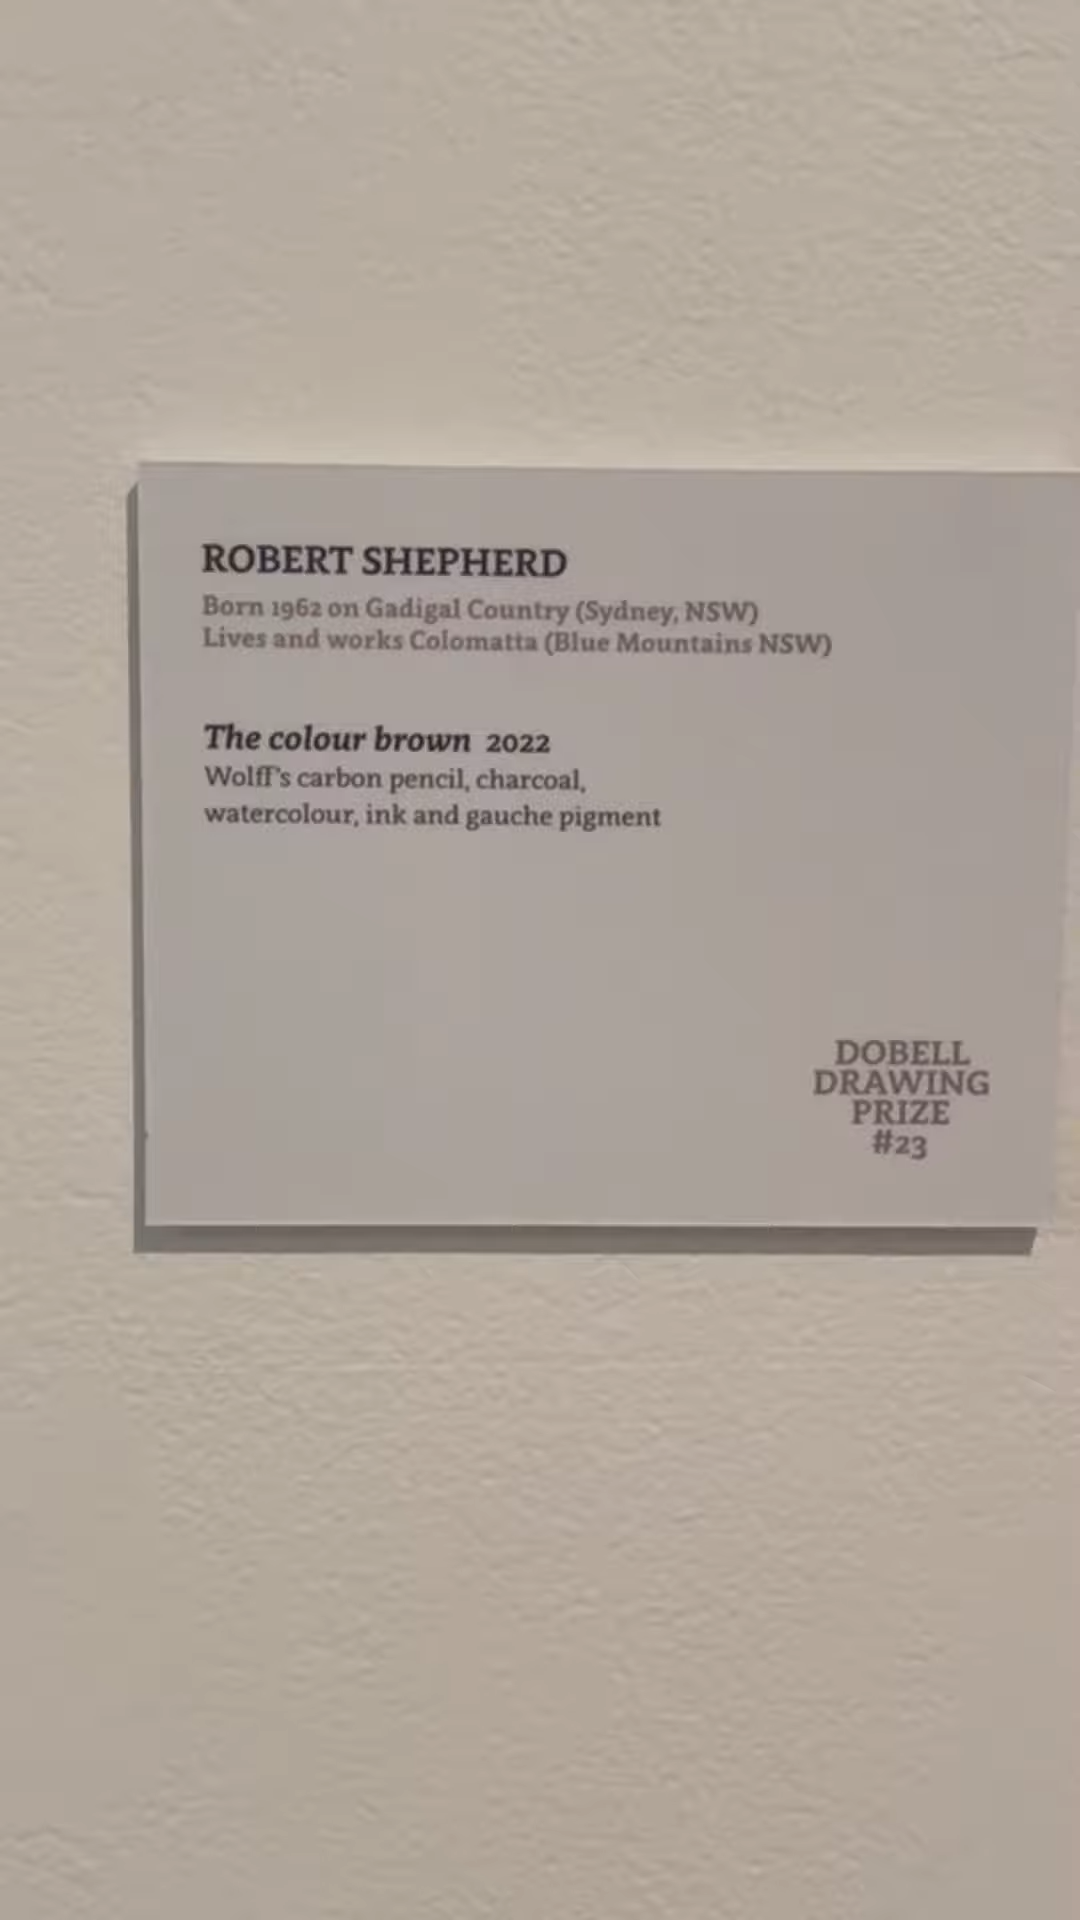 ROBERT SHEPHERD
Born 1962 on Gadigal Country (Sydney, NSW)
Lives and works Colomatta (Blue Mountains NSW)
The colour brown 2022
Wolff's carbon pencil, charcoal,
watercolour, ink and gauche pigment
DOBELL
DRAWING
PRIZE
#23